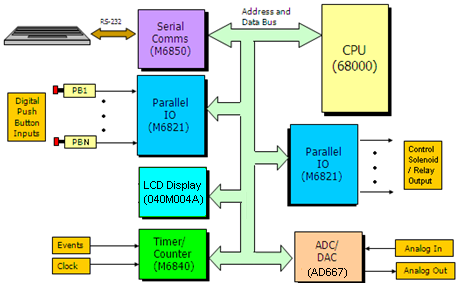 RS-232
Serial
Comms
(M6850)
Address and
Data Bus
CPU
(68000)
Digital
Push
Button
Inputs
PB1
PBN
Parallel
IO
(M6821)
Parallel
IO
(M6821)
Control
Solenoid
/ Relay
Output
LCD Display
(040M004A)
Events
Clock
Timer/
Counter
(M6840)
ADC/
DAC
(AD667)
Analog In
Analog Out